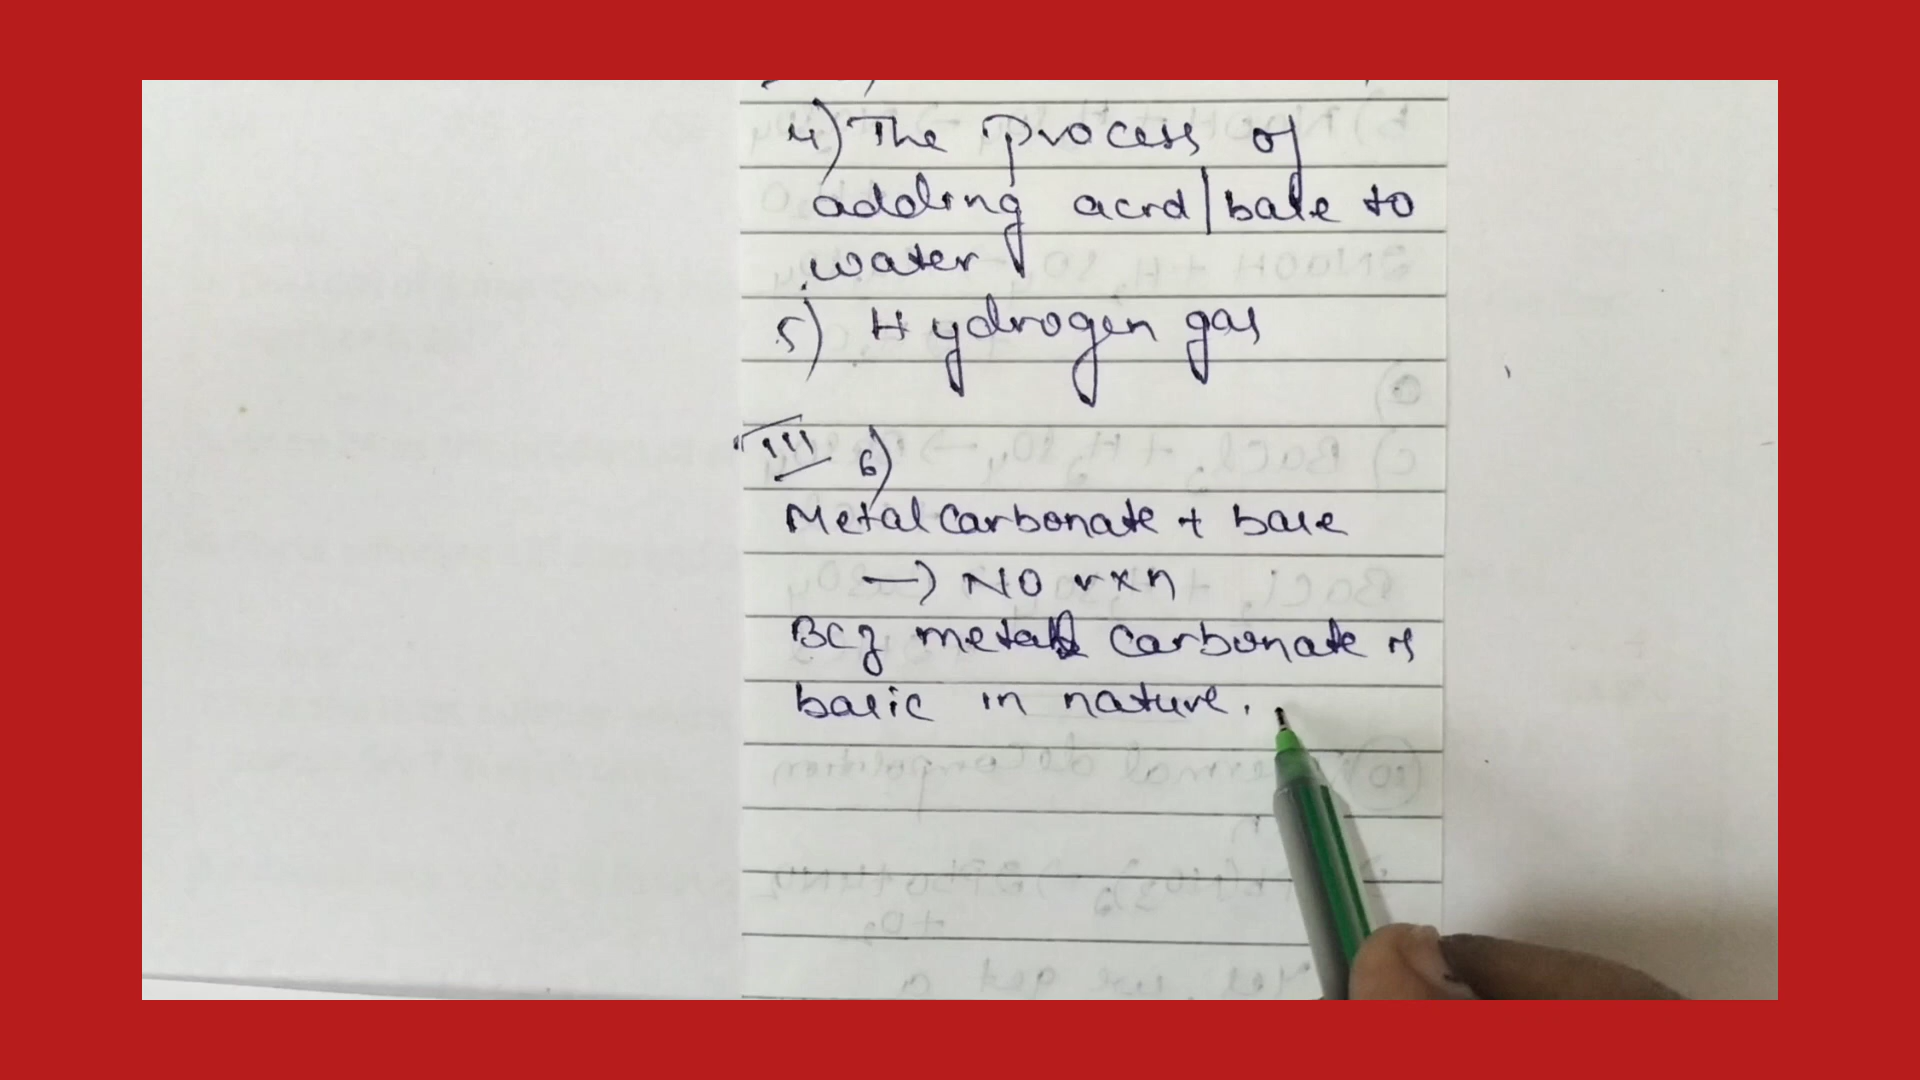 4) The process of
adding acid/base to
water
5) Hydrogen gas
III 6)
Metal carbonate + base
→ NO rxn
Bcz metal carbonate is
basic in nature.